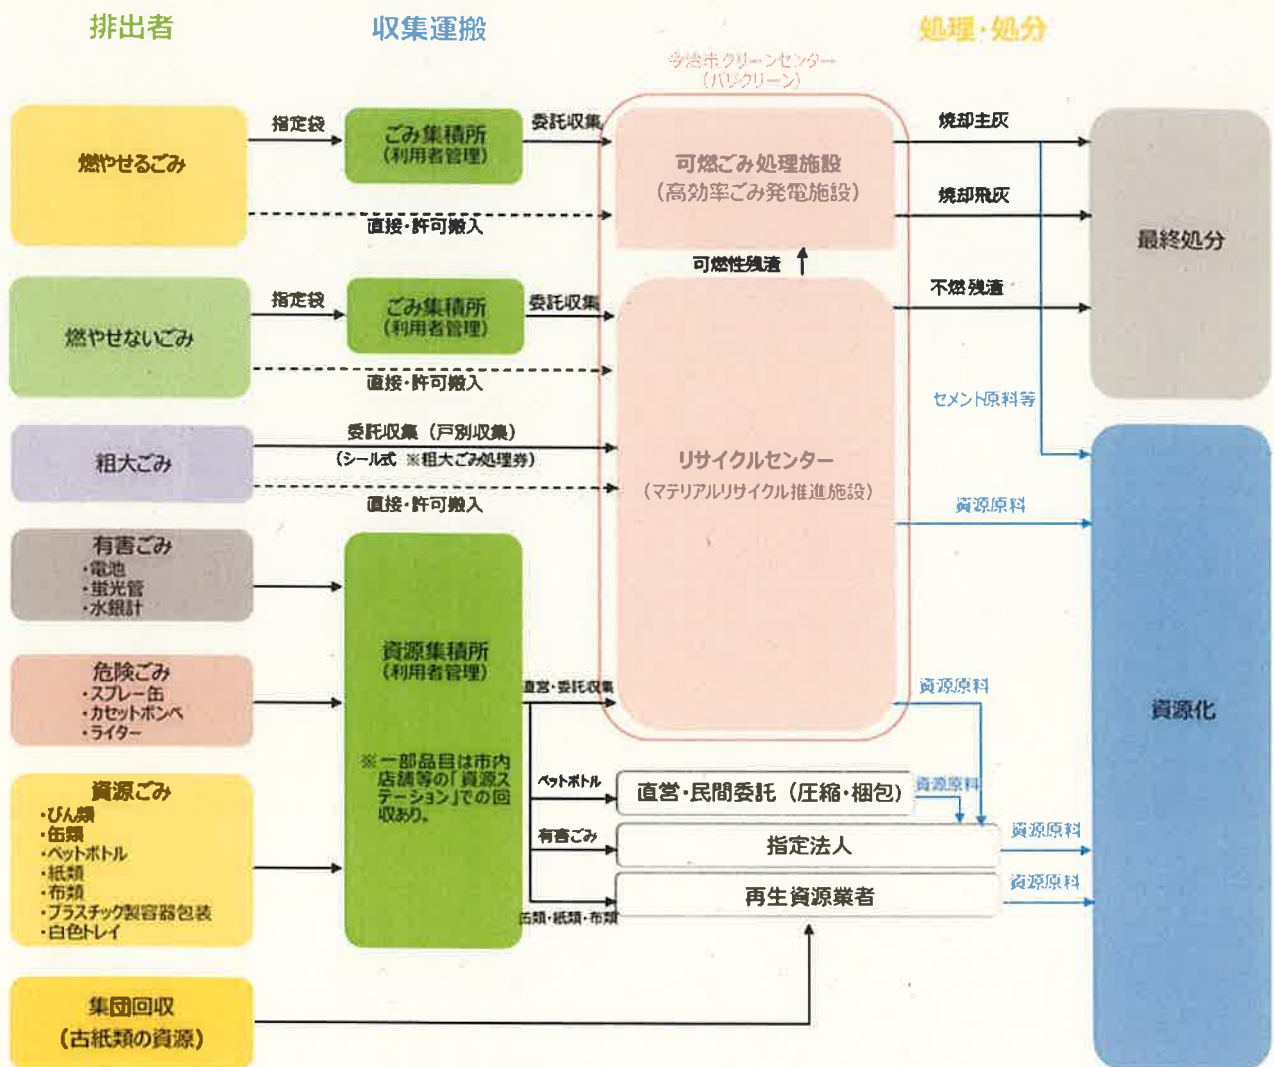 排出者
収集運搬
処理・処分
今治市クリーンセンター
(バリクリーン)
燃やせるごみ
指定袋
ごみ集積所
(利用者管理)
委託収集
直接・許可搬入
可燃ごみ処理施設
(高効率ごみ発電施設)
焼却主灰
焼却飛灰
最終処分
可燃性残渣
燃やせないごみ
指定袋
ごみ集積所
(利用者管理)
委託収集
直接・許可搬入
不燃残渣
セメント原料等
粗大ごみ
委託収集(戸別収集)
(シール式 ※粗大ごみ処理券)
直接・許可搬入
リサイクルセンター
(マテリアルリサイクル推進施設)
資源原料
有害ごみ
・電池
・蛍光管
・水銀計
危険ごみ
・スプレー缶
・カセットボンベ
・ライター
資源ごみ
・びん類
・缶類
・ペットボトル
・紙類
・布類
・プラスチック製容器包装
・白色トレイ
資源集積所
(利用者管理)
※一部品目は市内
店舗等の「資源ス
テーション」での回
収あり。
直営・委託収集
資源原料
ペットボトル
直営・民間委託(圧縮・梱包)
資源原料
有害ごみ
指定法人
資源原料
缶類・紙類・布類
再生資源業者
資源原料
資源化
集団回収
(古紙類の資源)